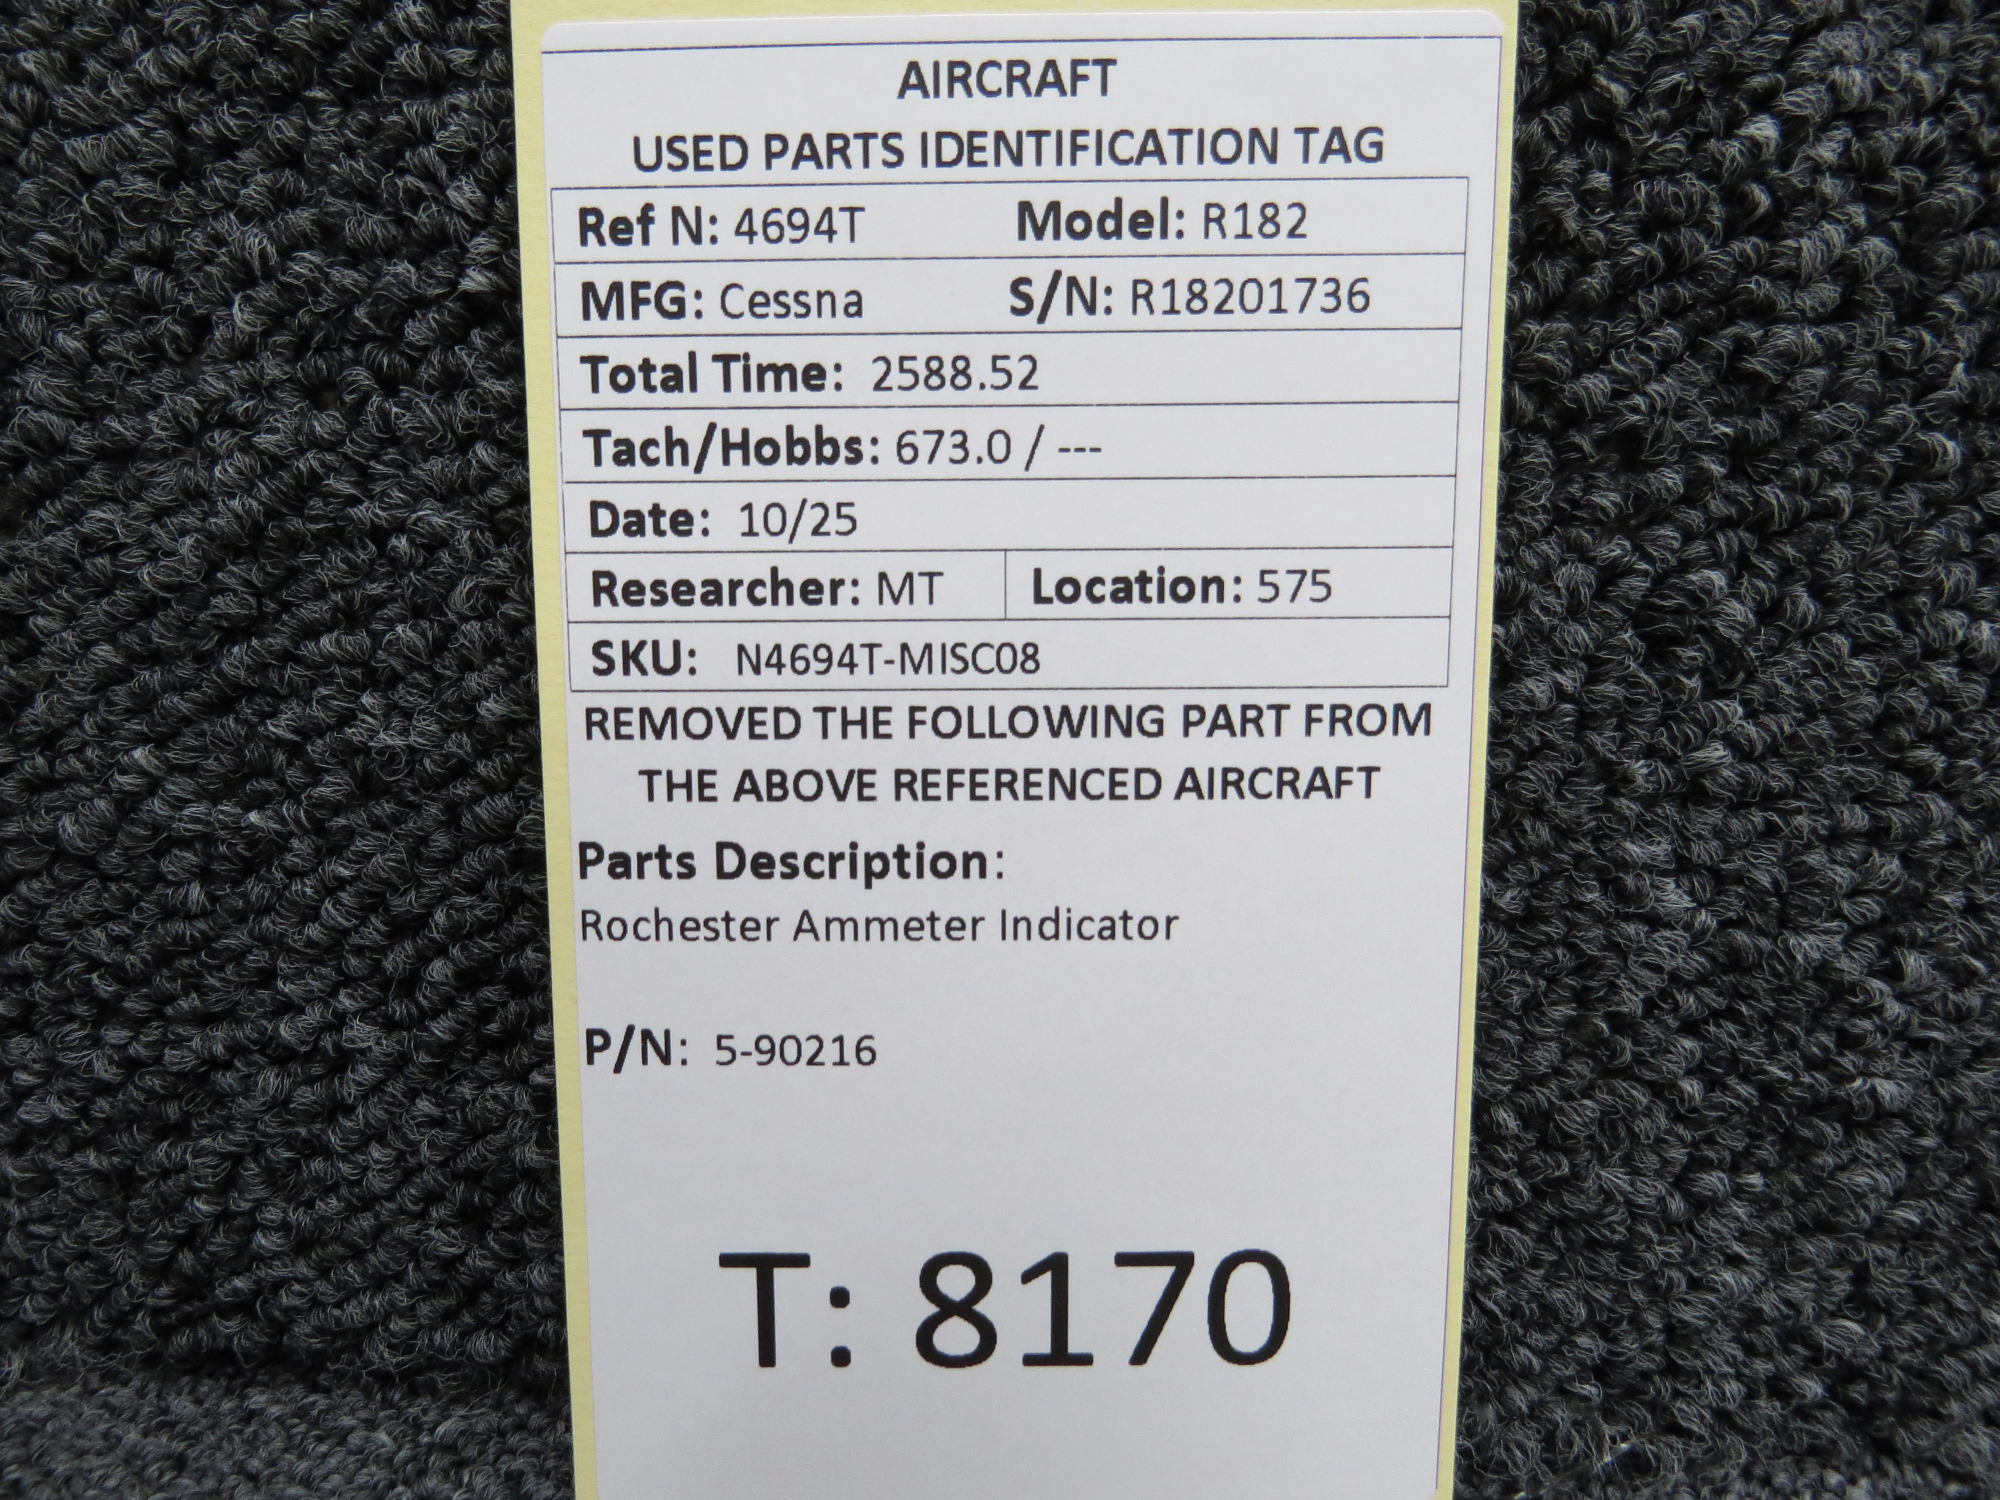 AIRCRAFT
USED PARTS IDENTIFICATION TAG
Ref N: 4694T Model: R182
MFG: Cessna S/N: R18201736
Total Time: 2588.52
Tach/Hobbs: 673.0 / ---
Date: 10/25
Researcher: MT Location: 575
SKU: N4694T-MISC08
REMOVED THE FOLLOWING PART FROM
THE ABOVE REFERENCED AIRCRAFT
Parts Description:
Rochester Ammeter Indicator
P/N: 5-90216
T: 8170